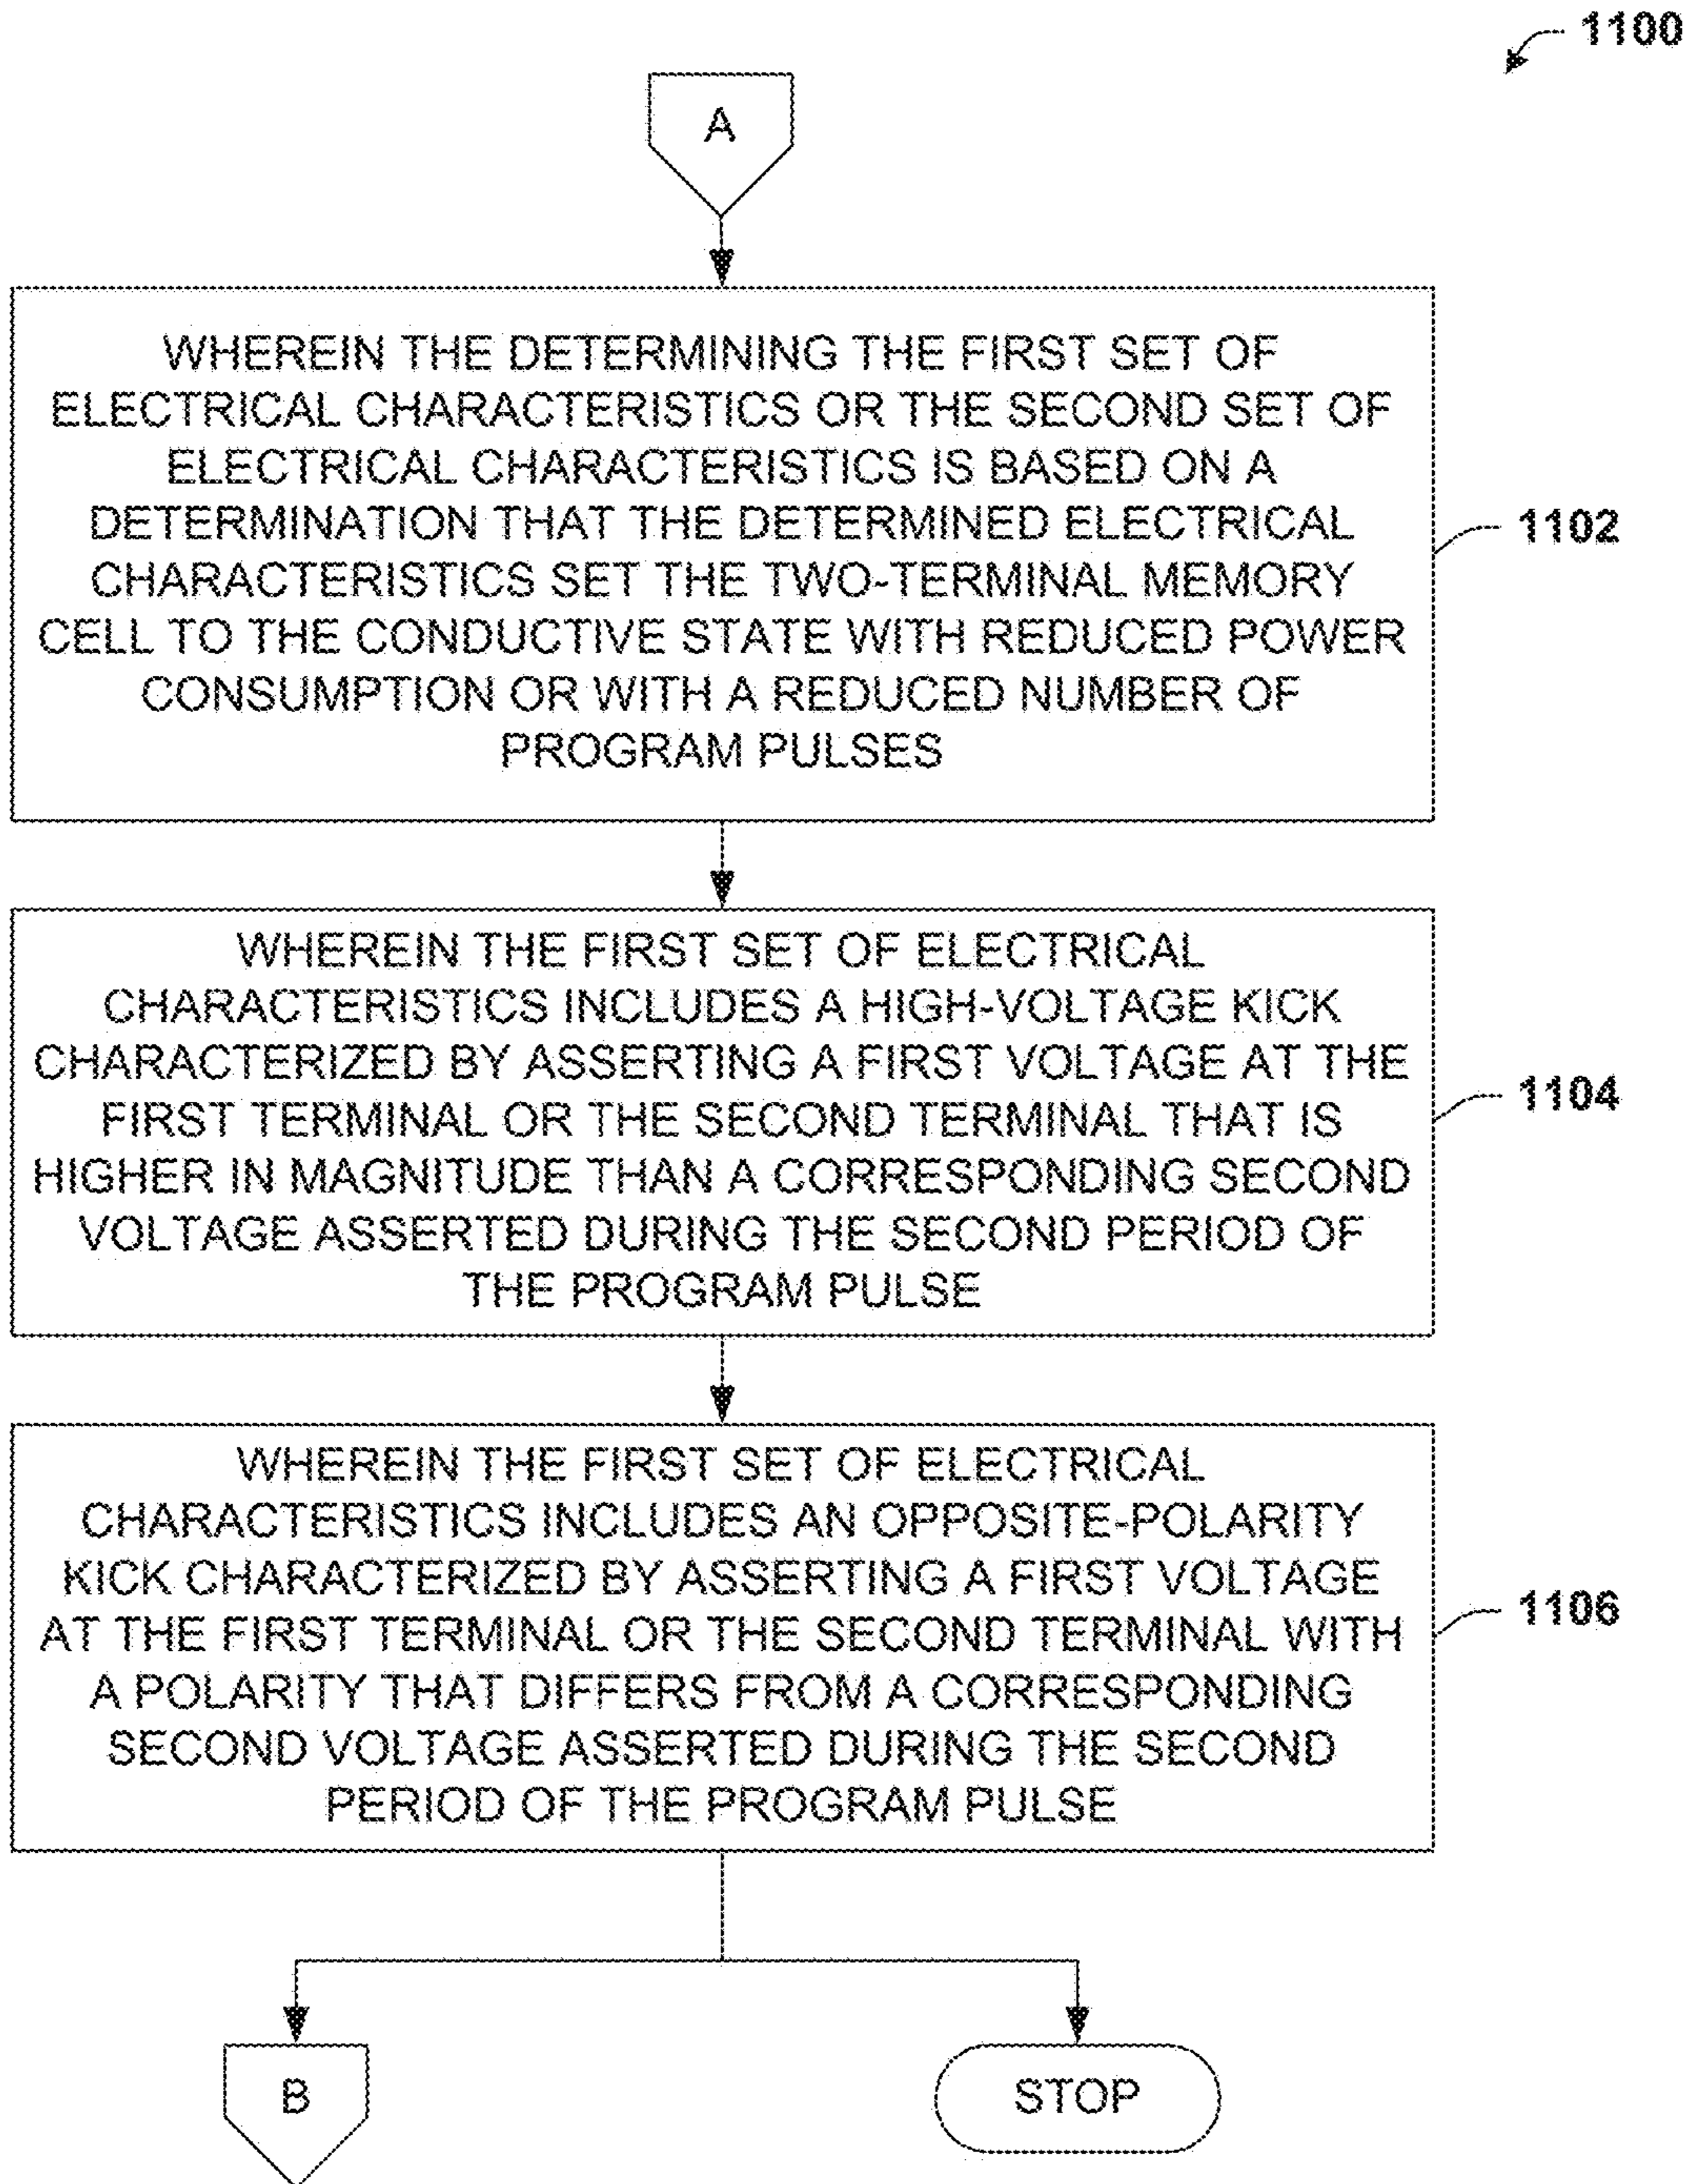 1100
A
WHEREIN THE DETERMINING THE FIRST SET OF
ELECTRICAL CHARACTERISTICS OR THE SECOND SET OF
ELECTRICAL CHARACTERISTICS IS BASED ON A
DETERMINATION THAT THE DETERMINED ELECTRICAL
CHARACTERISTICS SET THE TWO-TERMINAL MEMORY
CELL TO THE CONDUCTIVE STATE WITH REDUCED POWER
CONSUMPTION OR WITH A REDUCED NUMBER OF
PROGRAM PULSES
1102
WHEREIN THE FIRST SET OF ELECTRICAL
CHARACTERISTICS INCLUDES A HIGH-VOLTAGE KICK
CHARACTERIZED BY ASSERTING A FIRST VOLTAGE AT THE
FIRST TERMINAL OR THE SECOND TERMINAL THAT IS
HIGHER IN MAGNITUDE THAN A CORRESPONDING SECOND
VOLTAGE ASSERTED DURING THE SECOND PERIOD OF
THE PROGRAM PULSE
1104
WHEREIN THE FIRST SET OF ELECTRICAL
CHARACTERISTICS INCLUDES AN OPPOSITE-POLARITY
KICK CHARACTERIZED BY ASSERTING A FIRST VOLTAGE
AT THE FIRST TERMINAL OR THE SECOND TERMINAL WITH
A POLARITY THAT DIFFERS FROM A CORRESPONDING
SECOND VOLTAGE ASSERTED DURING THE SECOND
PERIOD OF THE PROGRAM PULSE
1106
B
STOP